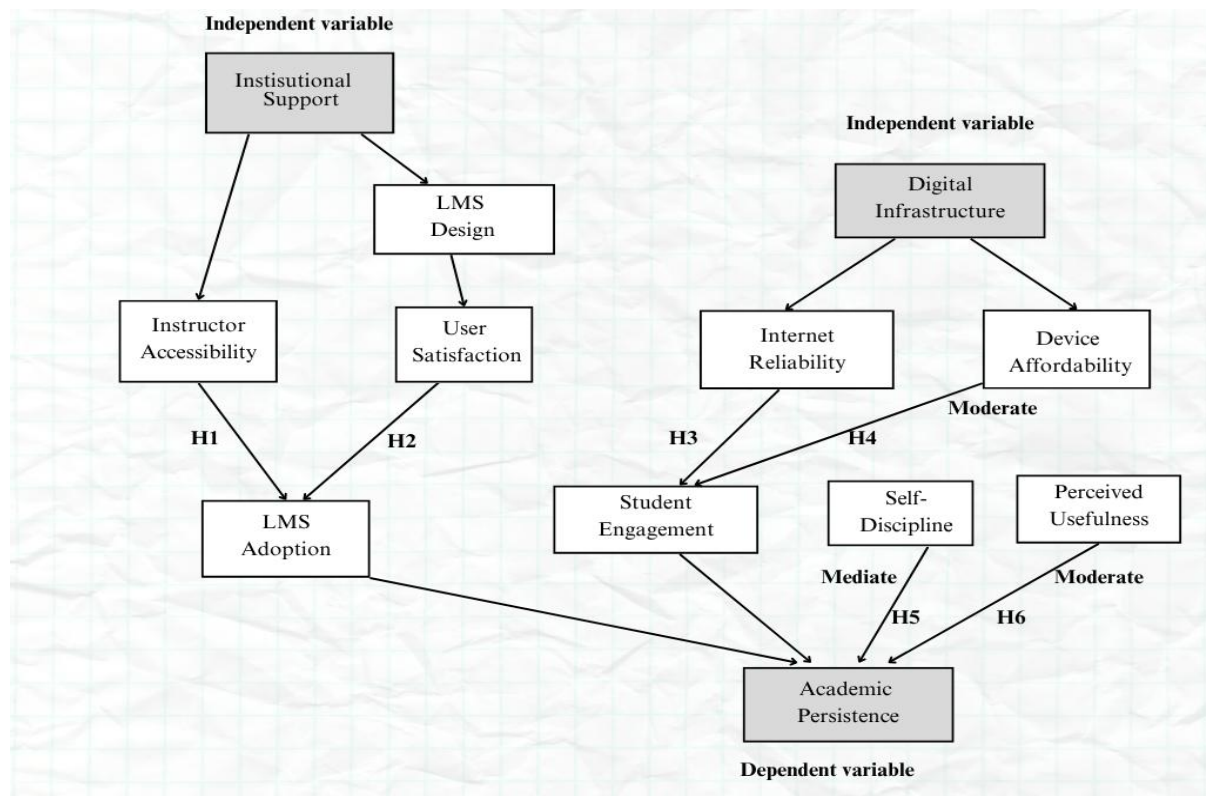 Independent variable
Instisutional
Support
Independent variable
Digital
Infrastructure
LMS
Design
Instructor
Accessibility
User
Satisfaction
Internet
Reliability
Device
Affordability
Moderate
H1
H2
H3
H4
LMS
Adoption
Student
Engagement
Self-
Discipline
Perceived
Usefulness
Mediate
Moderate
H5
H6
Academic
Persistence
Dependent variable